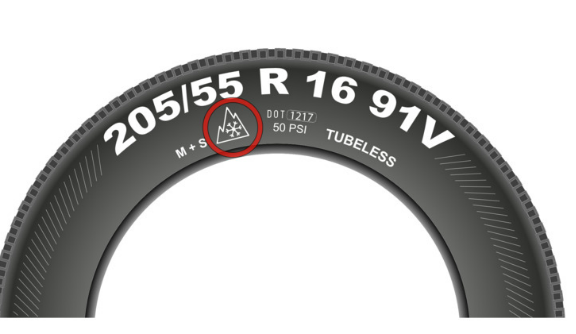 205/55 R 16 91V
M + S
DOT 1217
50 PSI
TUBELESS